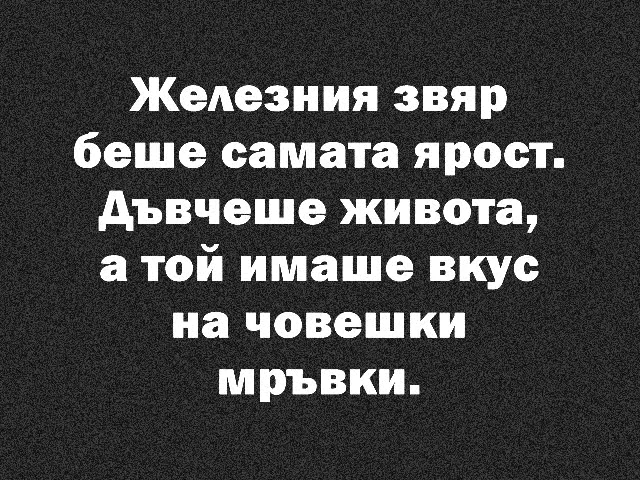 Железния звяр
беше самата ярост.
Дъвчеше живота,
а той имаше вкус
на човешки
мръвки.